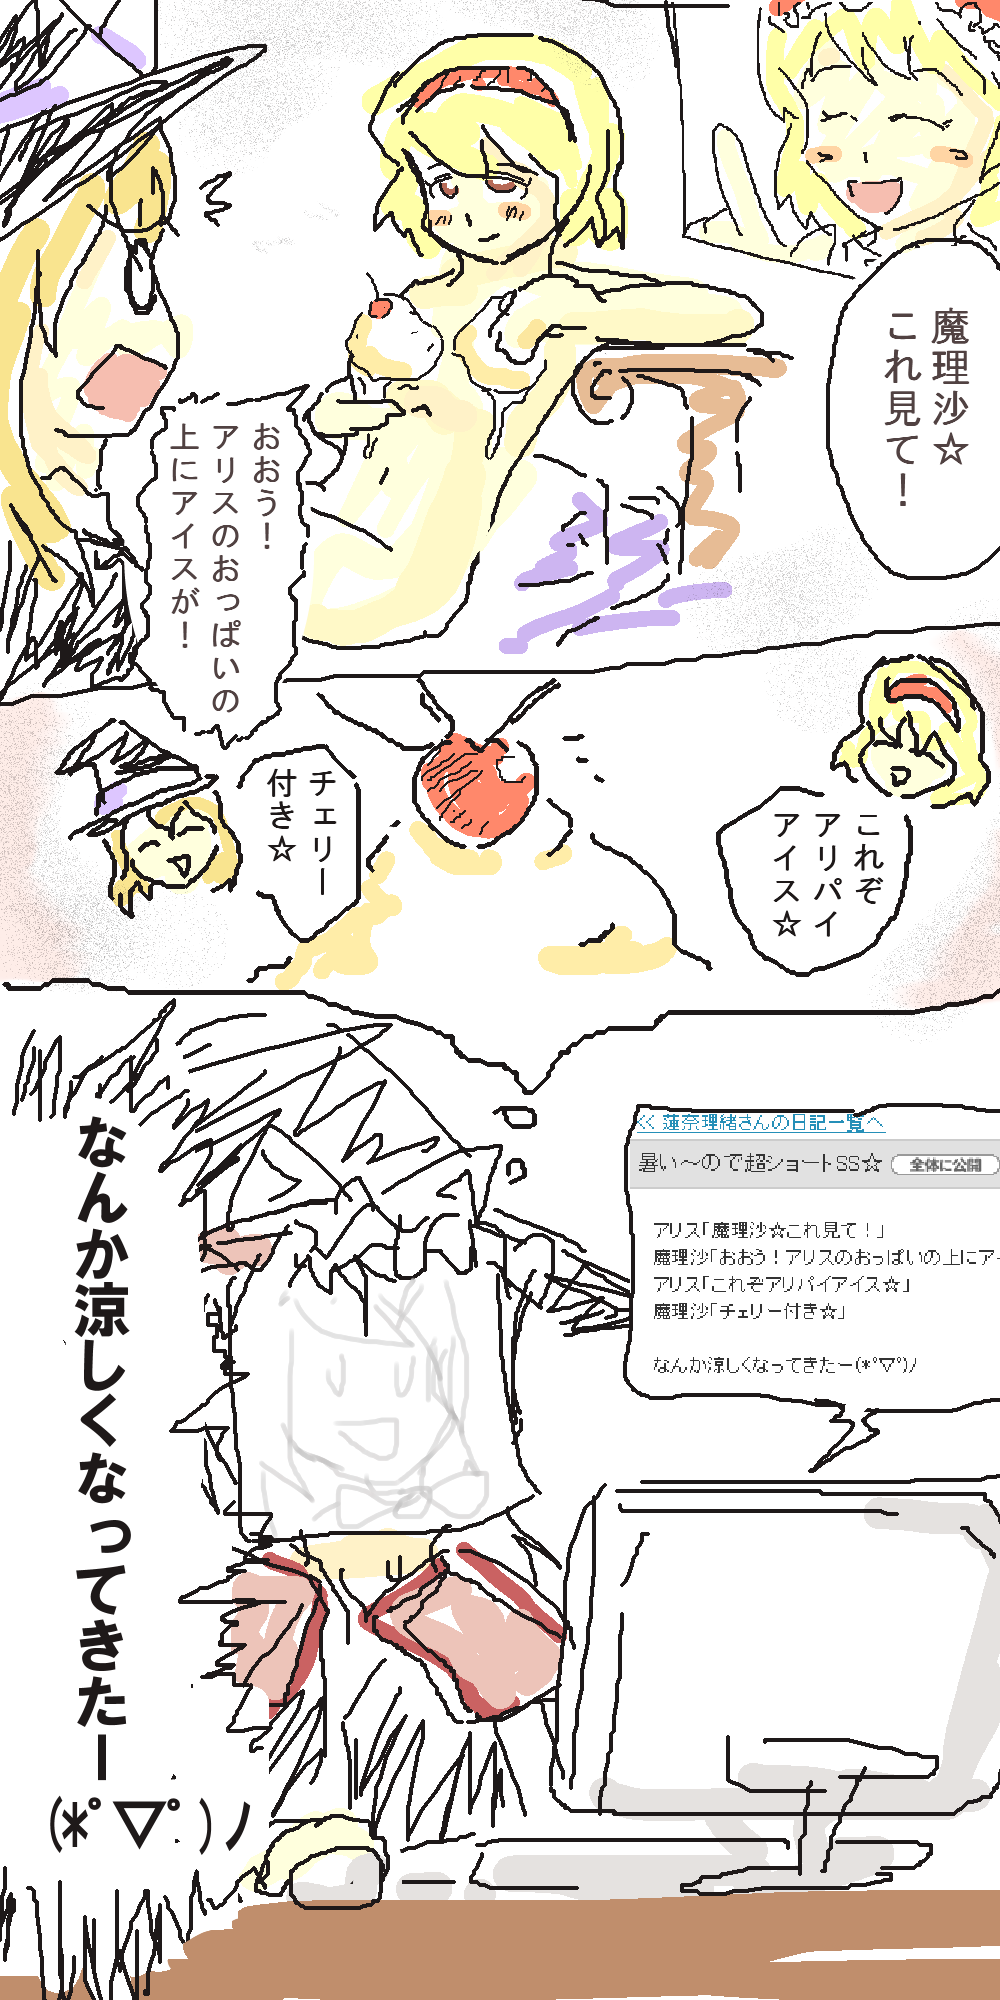 魔理沙☆
これ見て！
おおう！
アリスのおっぱいの
上にアイスが！
これぞ
アリパイ
アイス☆
チェリー
付き☆
<< 蓮奈理緒さんの日記一覧へ
暑い～ので超ショートSS☆
全体に公開
アリス「魔理沙☆これ見て！」
魔理沙「おおう！アリスのおっぱいの上にアー
アリス「これぞアリパイアイス☆」
魔理沙「チェリー付き☆」
なんか涼しくなってきたー(*ﾟ▽ﾟ)ﾉ
なんか涼しくなってきたー
(*ﾟ▽ﾟ)ﾉ